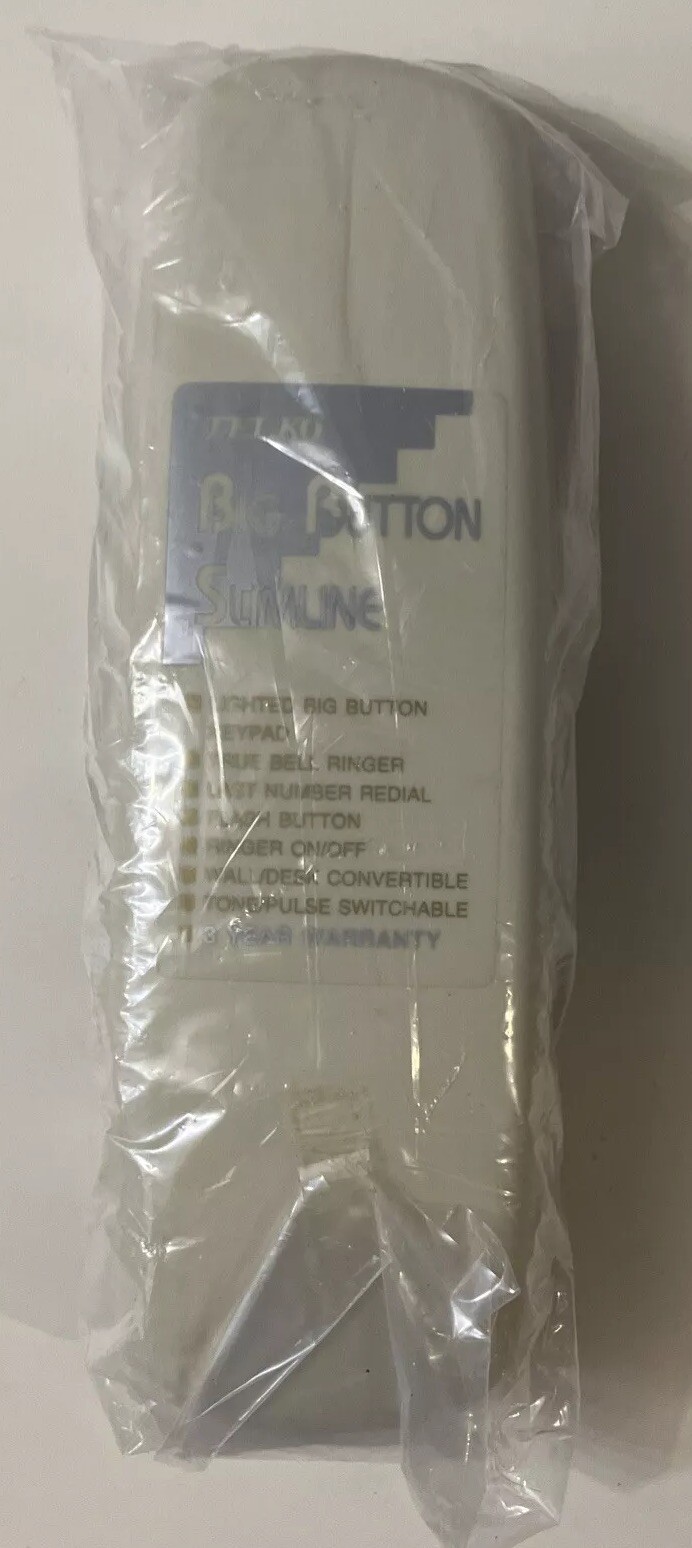 TELKO
BIG BUTTON
SLIMLINE
LIGHTED BIG BUTTON
KEYPAD
TRUE BELL RINGER
LAST NUMBER REDIAL
FLASH BUTTON
RINGER ON/OFF
WALL/DESK CONVERTIBLE
TONE/PULSE SWITCHABLE
3 YEAR WARRANTY